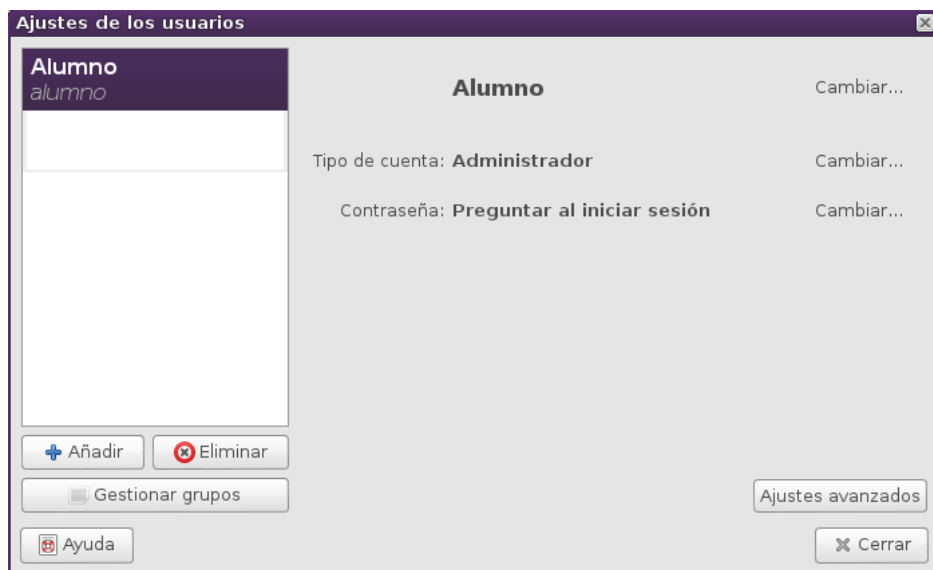 Ajustes de los usuarios
Alumno
alumno
Alumno
Cambiar...
Tipo de cuenta: Administrador
Cambiar...
Contraseña: Preguntar al iniciar sesión
Cambiar...
Añadir
Eliminar
Gestionar grupos
Ajustes avanzados
Ayuda
Cerrar